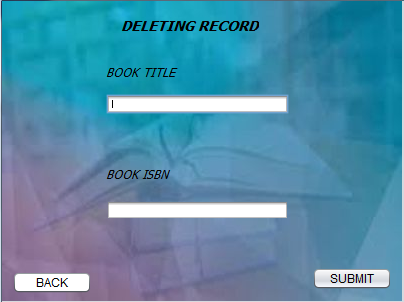 DELETING RECORD
BOOK TITLE
BOOK ISBN
BACK
SUBMIT